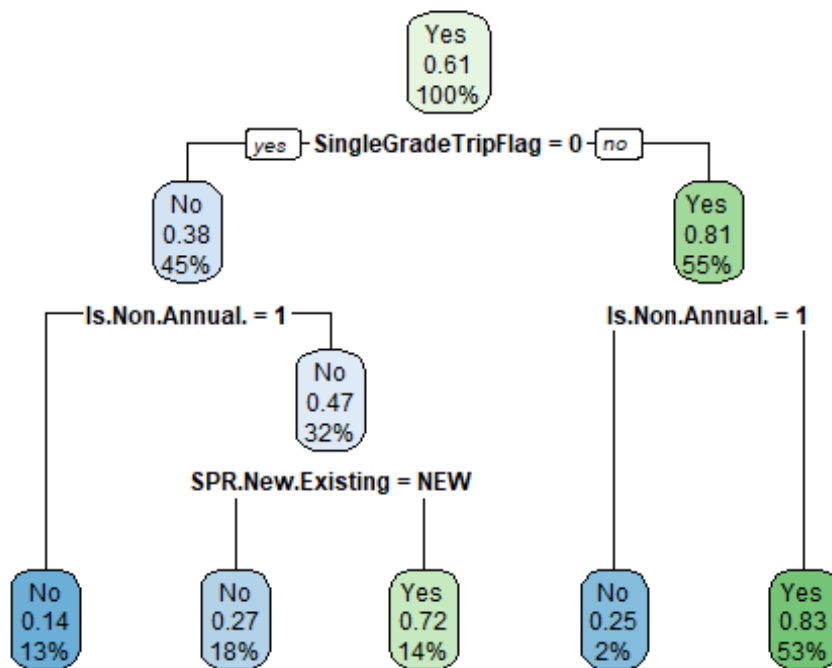 Yes
0.61
100%
yes SingleGradeTripFlag = 0 no
No
0.38
45%
Yes
0.81
55%
Is.Non.Annual. = 1
Is.Non.Annual. = 1
No
0.47
32%
SPR.New.Existing = NEW
No
0.14
13%
No
0.27
18%
Yes
0.72
14%
No
0.25
2%
Yes
0.83
53%